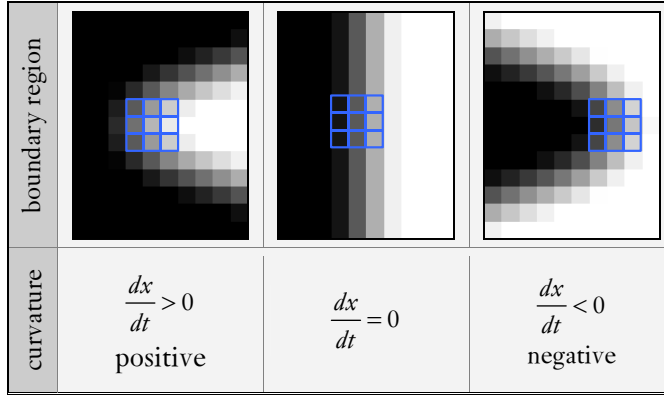 boundary region
curvature
dx/dt > 0
positive
dx/dt = 0
dx/dt < 0
negative